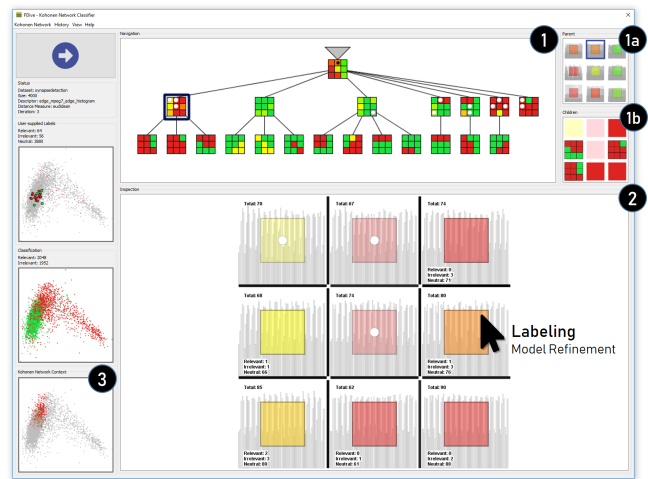 FDive - Kohonen Network Classifier
Kohonen Network History View Help
Navigation
1
Parent
1a
Status
Dataset: synapsedetection
Size: 4000
Descriptor: edge_mpeg7_edge_histogram
Distance Measure: euclidean
Iteration: 3
User-supplied Labels
Relevant: 64
Irrelevant: 56
Neutral: 3880
Children
1b
Inspection
2
Total: 70
Total: 67
Total: 74
Relevant: 0
Irrelevant: 3
Neutral: 71
Classification
Relevant: 2048
Irrelevant: 1952
Total: 68
Total: 74
Total: 80
Relevant: 1
Irrelevant: 1
Neutral: 66
Relevant: 1
Irrelevant: 3
Neutral: 76
Labeling
Model Refinement
Kohonen Network Context
3
Total: 85
Total: 62
Total: 90
Relevant: 2
Irrelevant: 3
Neutral: 80
Relevant: 0
Irrelevant: 1
Neutral: 61
Relevant: 0
Irrelevant: 2
Neutral: 88